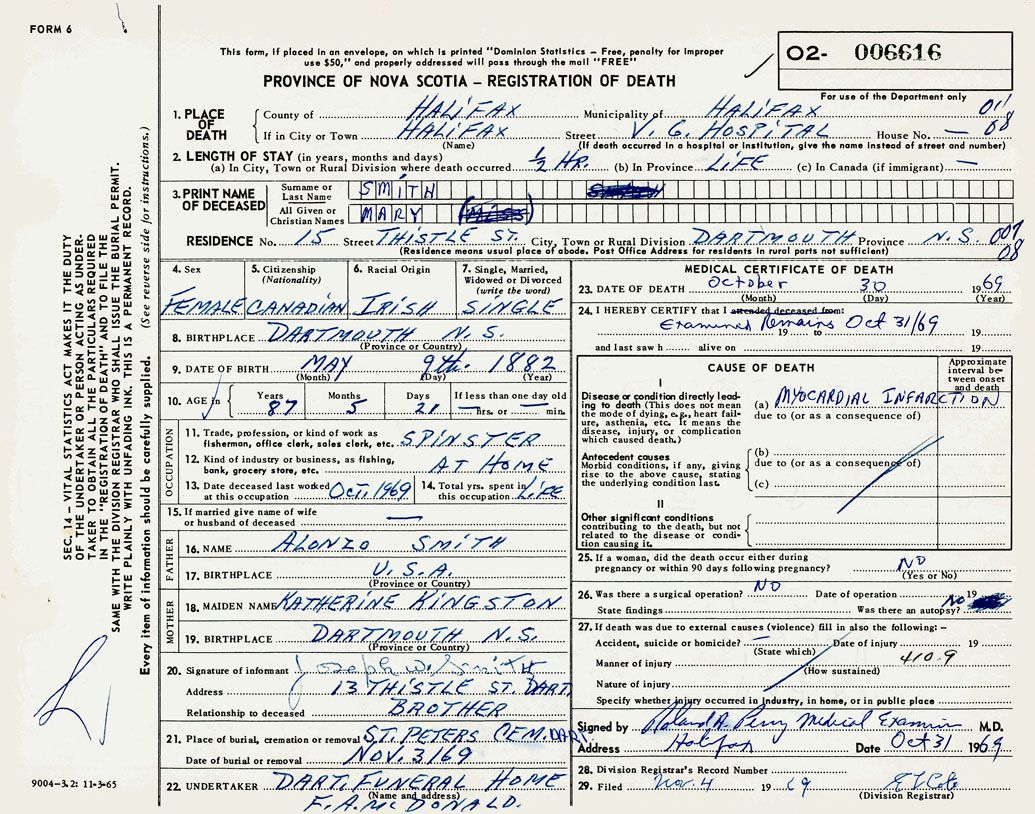 FORM 6
This form, if placed in an envelope, on which is printed "Dominion Statistics – Free, penalty for improper
use $50," and properly addressed will pass through the mail "FREE"
PROVINCE OF NOVA SCOTIA – REGISTRATION OF DEATH
02- 006616
For use of the Department only
1. PLACE OF DEATH
County of HALIFAX Municipality of HALIFAX 011
If in City or Town HALIFAX Street V. G. HOSPITAL House No. — 08
(Name) (If death occurred in a hospital or institution, give the name instead of street and number)
2. LENGTH OF STAY (in years, months and days)
(a) In City, Town or Rural Division where death occurred ½ HR. (b) In Province LIFE (c) In Canada (if immigrant) —
3. PRINT NAME OF DECEASED
Surname or Last Name SMITH
All Given or Christian Names MARY (MISS)
RESIDENCE No. 15 Street THISTLE ST. City, Town or Rural Division DARTMOUTH Province N.S. 007
(Residence means usual place of abode. Post Office Address for residents in rural parts not sufficient) 08
4. Sex FEMALE
5. Citizenship (Nationality) CANADIAN
6. Racial Origin IRISH
7. Single, Married, Widowed or Divorced (write the word) SINGLE
8. BIRTHPLACE DARTMOUTH N.S.
(Province or Country)
9. DATE OF BIRTH MAY 9th. 1882
(Month) (Day) (Year)
10. AGE in Years 87 Months 5 Days 21 If less than one day old — hrs. or — min.
OCCUPATION
11. Trade, profession, or kind of work as
fisherman, office clerk, sales clerk, etc. SPINSTER
12. Kind of industry or business, as fishing,
bank, grocery store, etc. AT HOME
13. Date deceased last worked
at this occupation OCT. 1969
14. Total yrs. spent in
this occupation LIFE
15. If married give name of wife
or husband of deceased —
FATHER
16. NAME ALONZO SMITH
17. BIRTHPLACE U.S.A.
(Province or Country)
MOTHER
18. MAIDEN NAME KATHERINE KINGSTON
19. BIRTHPLACE DARTMOUTH N.S.
(Province or Country)
20. Signature of informant Joseph W. Smith
Address 13 THISTLE ST. DART.
Relationship to deceased BROTHER
21. Place of burial, cremation or removal ST. PETERS CEM. DART.
Date of burial or removal NOV. 3/69
22. UNDERTAKER DART. FUNERAL HOME
(Name and address)
F. A. McDONALD.
MEDICAL CERTIFICATE OF DEATH
23. DATE OF DEATH October 30 1969
(Month) (Day) (Year)
24. I HEREBY CERTIFY that I attended deceased from:
Examined Remains Oct 31/69
19 to 19
and last saw h alive on 19
CAUSE OF DEATH
Approximate interval between onset and death
I
Disease or condition directly leading to death (This does not mean the mode of dying, e.g., heart failure, asthenia, etc. It means the disease, injury, or complication which caused death.)
(a) MYOCARDIAL INFARCTION
due to (or as a consequence of)
Antecedent causes
Morbid conditions, if any, giving rise to the above cause, stating the underlying condition last.
(b)
due to (or as a consequence of)
(c)
II
Other significant conditions
contributing to the death, but not
related to the disease or condition causing it.
25. If a woman, did the death occur either during
pregnancy or within 90 days following pregnancy? NO
(Yes or No)
26. Was there a surgical operation? NO Date of operation 19
State findings Was there an autopsy? NO
27. If death was due to external causes (violence) fill in also the following: –
Accident, suicide or homicide? — Date of injury 19
(State which)
Manner of injury 410.9
(How sustained)
Nature of injury
Specify whether injury occurred in industry, in home, or in public place
Signed by Roland A. Perry Medical Examiner M.D.
Address Halifax Date Oct 31 1969
28. Division Registrar's Record Number
29. Filed Nov. 4 19 69
(Division Registrar)
SEC. 14 – VITAL STATISTICS ACT MAKES IT THE DUTY
OF THE UNDERTAKER OR PERSON ACTING AS UNDER-
TAKER TO OBTAIN ALL THE PARTICULARS REQUIRED
IN THE "REGISTRATION OF DEATH" AND TO FILE THE
SAME WITH THE DIVISION REGISTRAR WHO SHALL ISSUE THE BURIAL PERMIT.
WRITE PLAINLY WITH UNFADING INK. THIS IS A PERMANENT RECORD.
Every item of information should be carefully supplied. (See reverse side for instructions.)
9004-3.2: 11-3-65